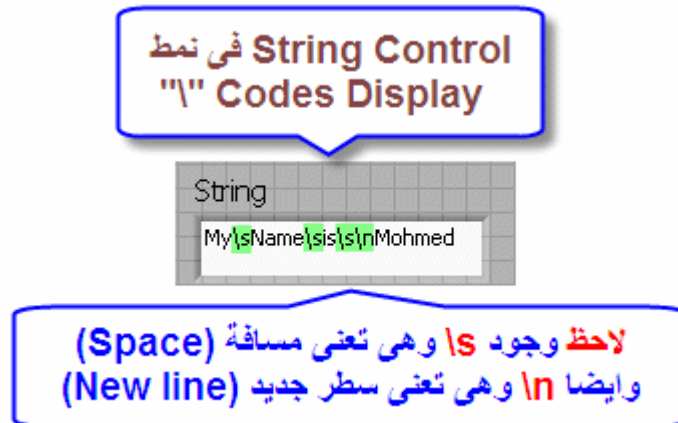 String Control فى نمط
"\" Codes Display
String
My\sName\sis\s\nMohmed
لاحظ وجود \s وهى تعنى مسافة (Space)
وايضا \n وهى تعنى سطر جديد (New line)